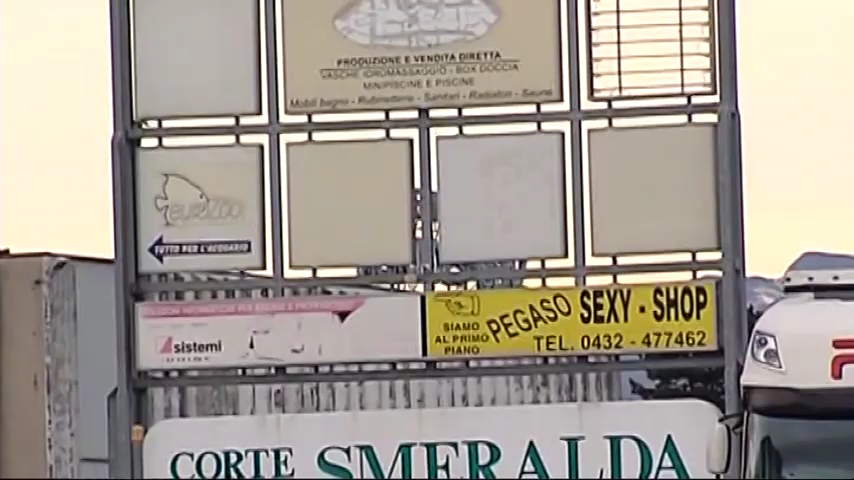 PRODUZIONE E VENDITA DIRETTA
VASCHE IDROMASSAGGIO - BOX DOCCIA
MINIPISCINE E PISCINE
Mobili bagno - Rubinetterie - Sanitari - Radiatori - Saune
euroZoo
TUTTO PER L'ACQUARIO
sistemi
UDINE
SIAMO
AL PRIMO
PIANO
PEGASO SEXY - SHOP
TEL. 0432 - 477462
CORTE SMERALDA